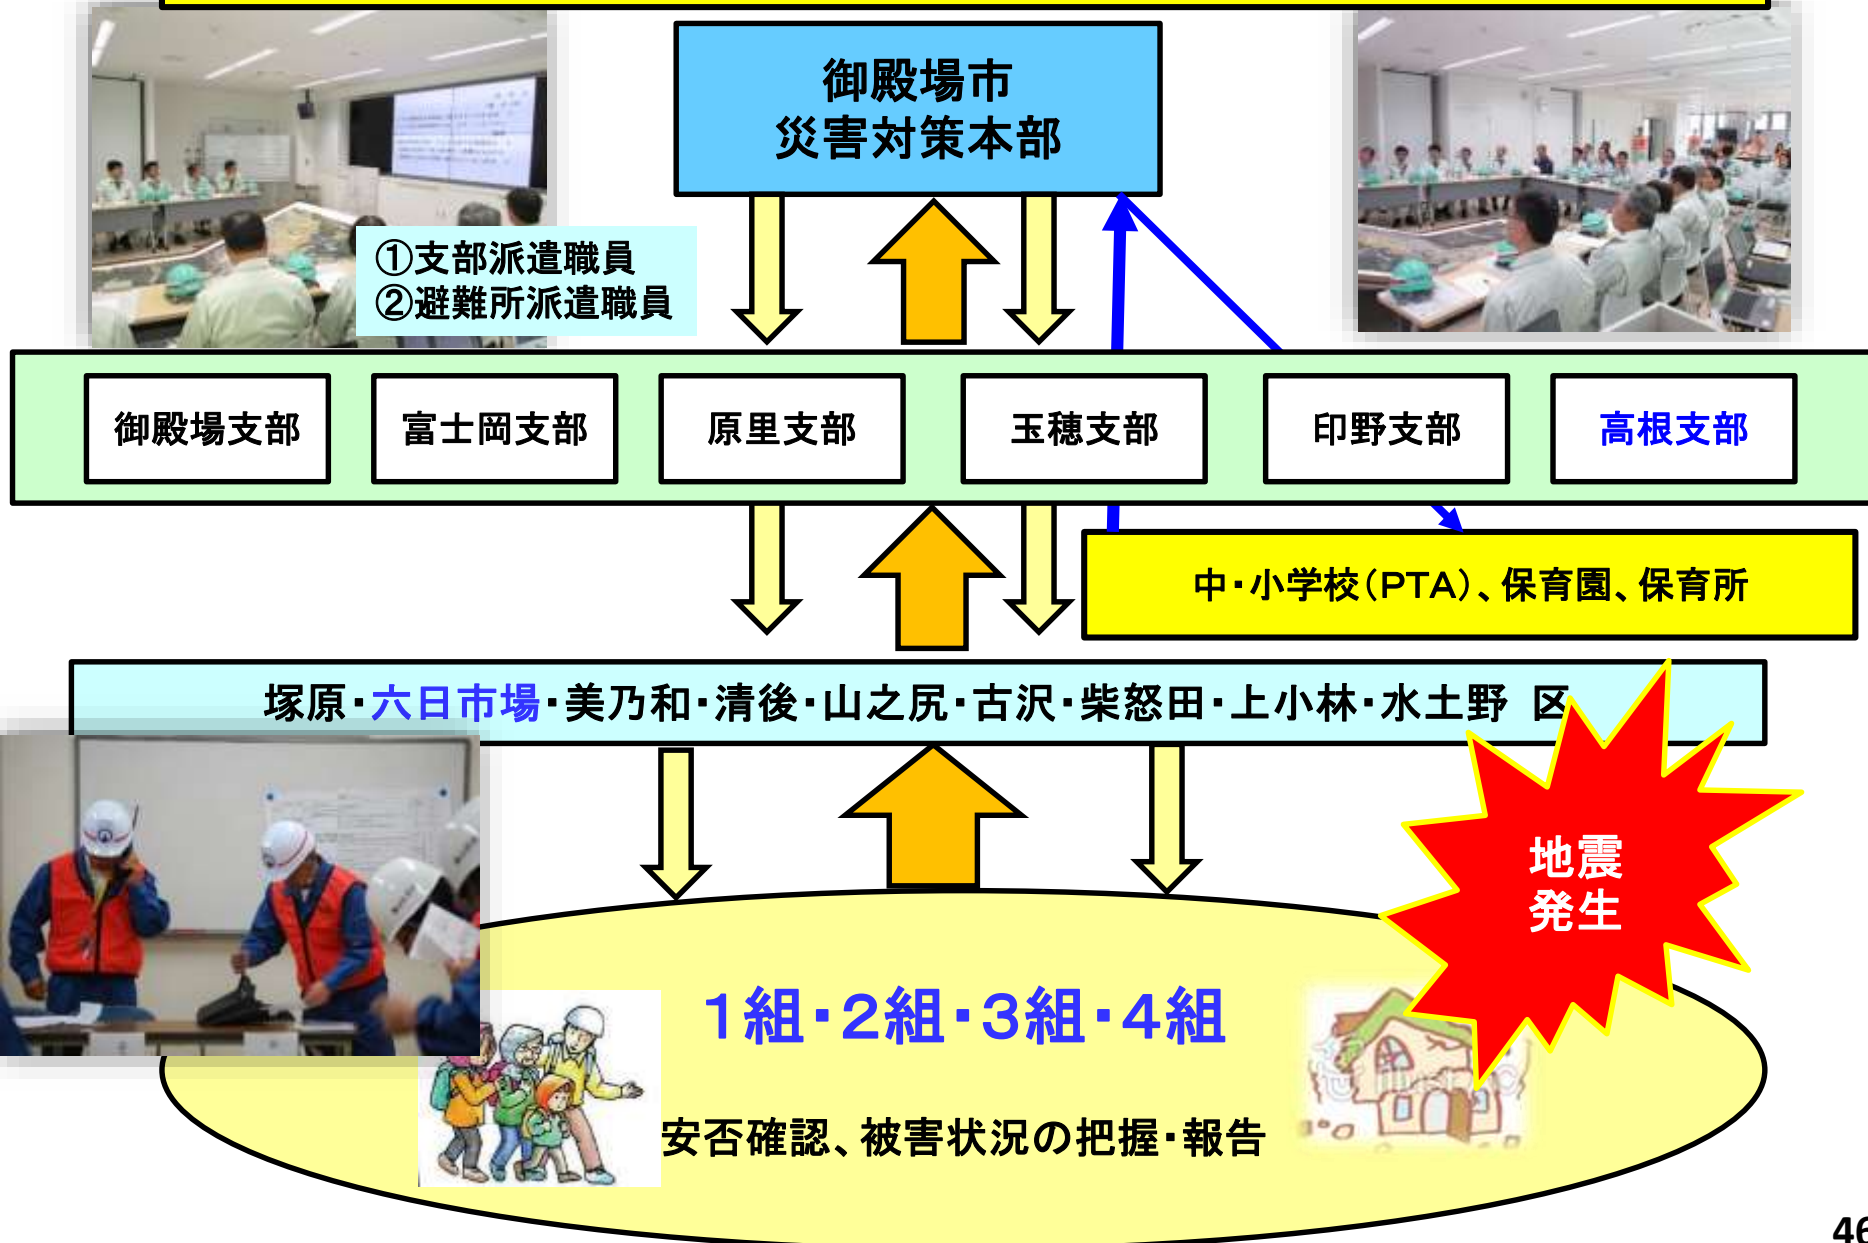 御殿場市
災害対策本部
①支部派遣職員
②避難所派遣職員
御殿場支部
富士岡支部
原里支部
玉穂支部
印野支部
高根支部
中・小学校(PTA)、保育園、保育所
塚原・六日市場・美乃和・清後・山之尻・古沢・柴怒田・上小林・水土野 区
地震
発生
1組・2組・3組・4組
安否確認、被害状況の把握・報告
46